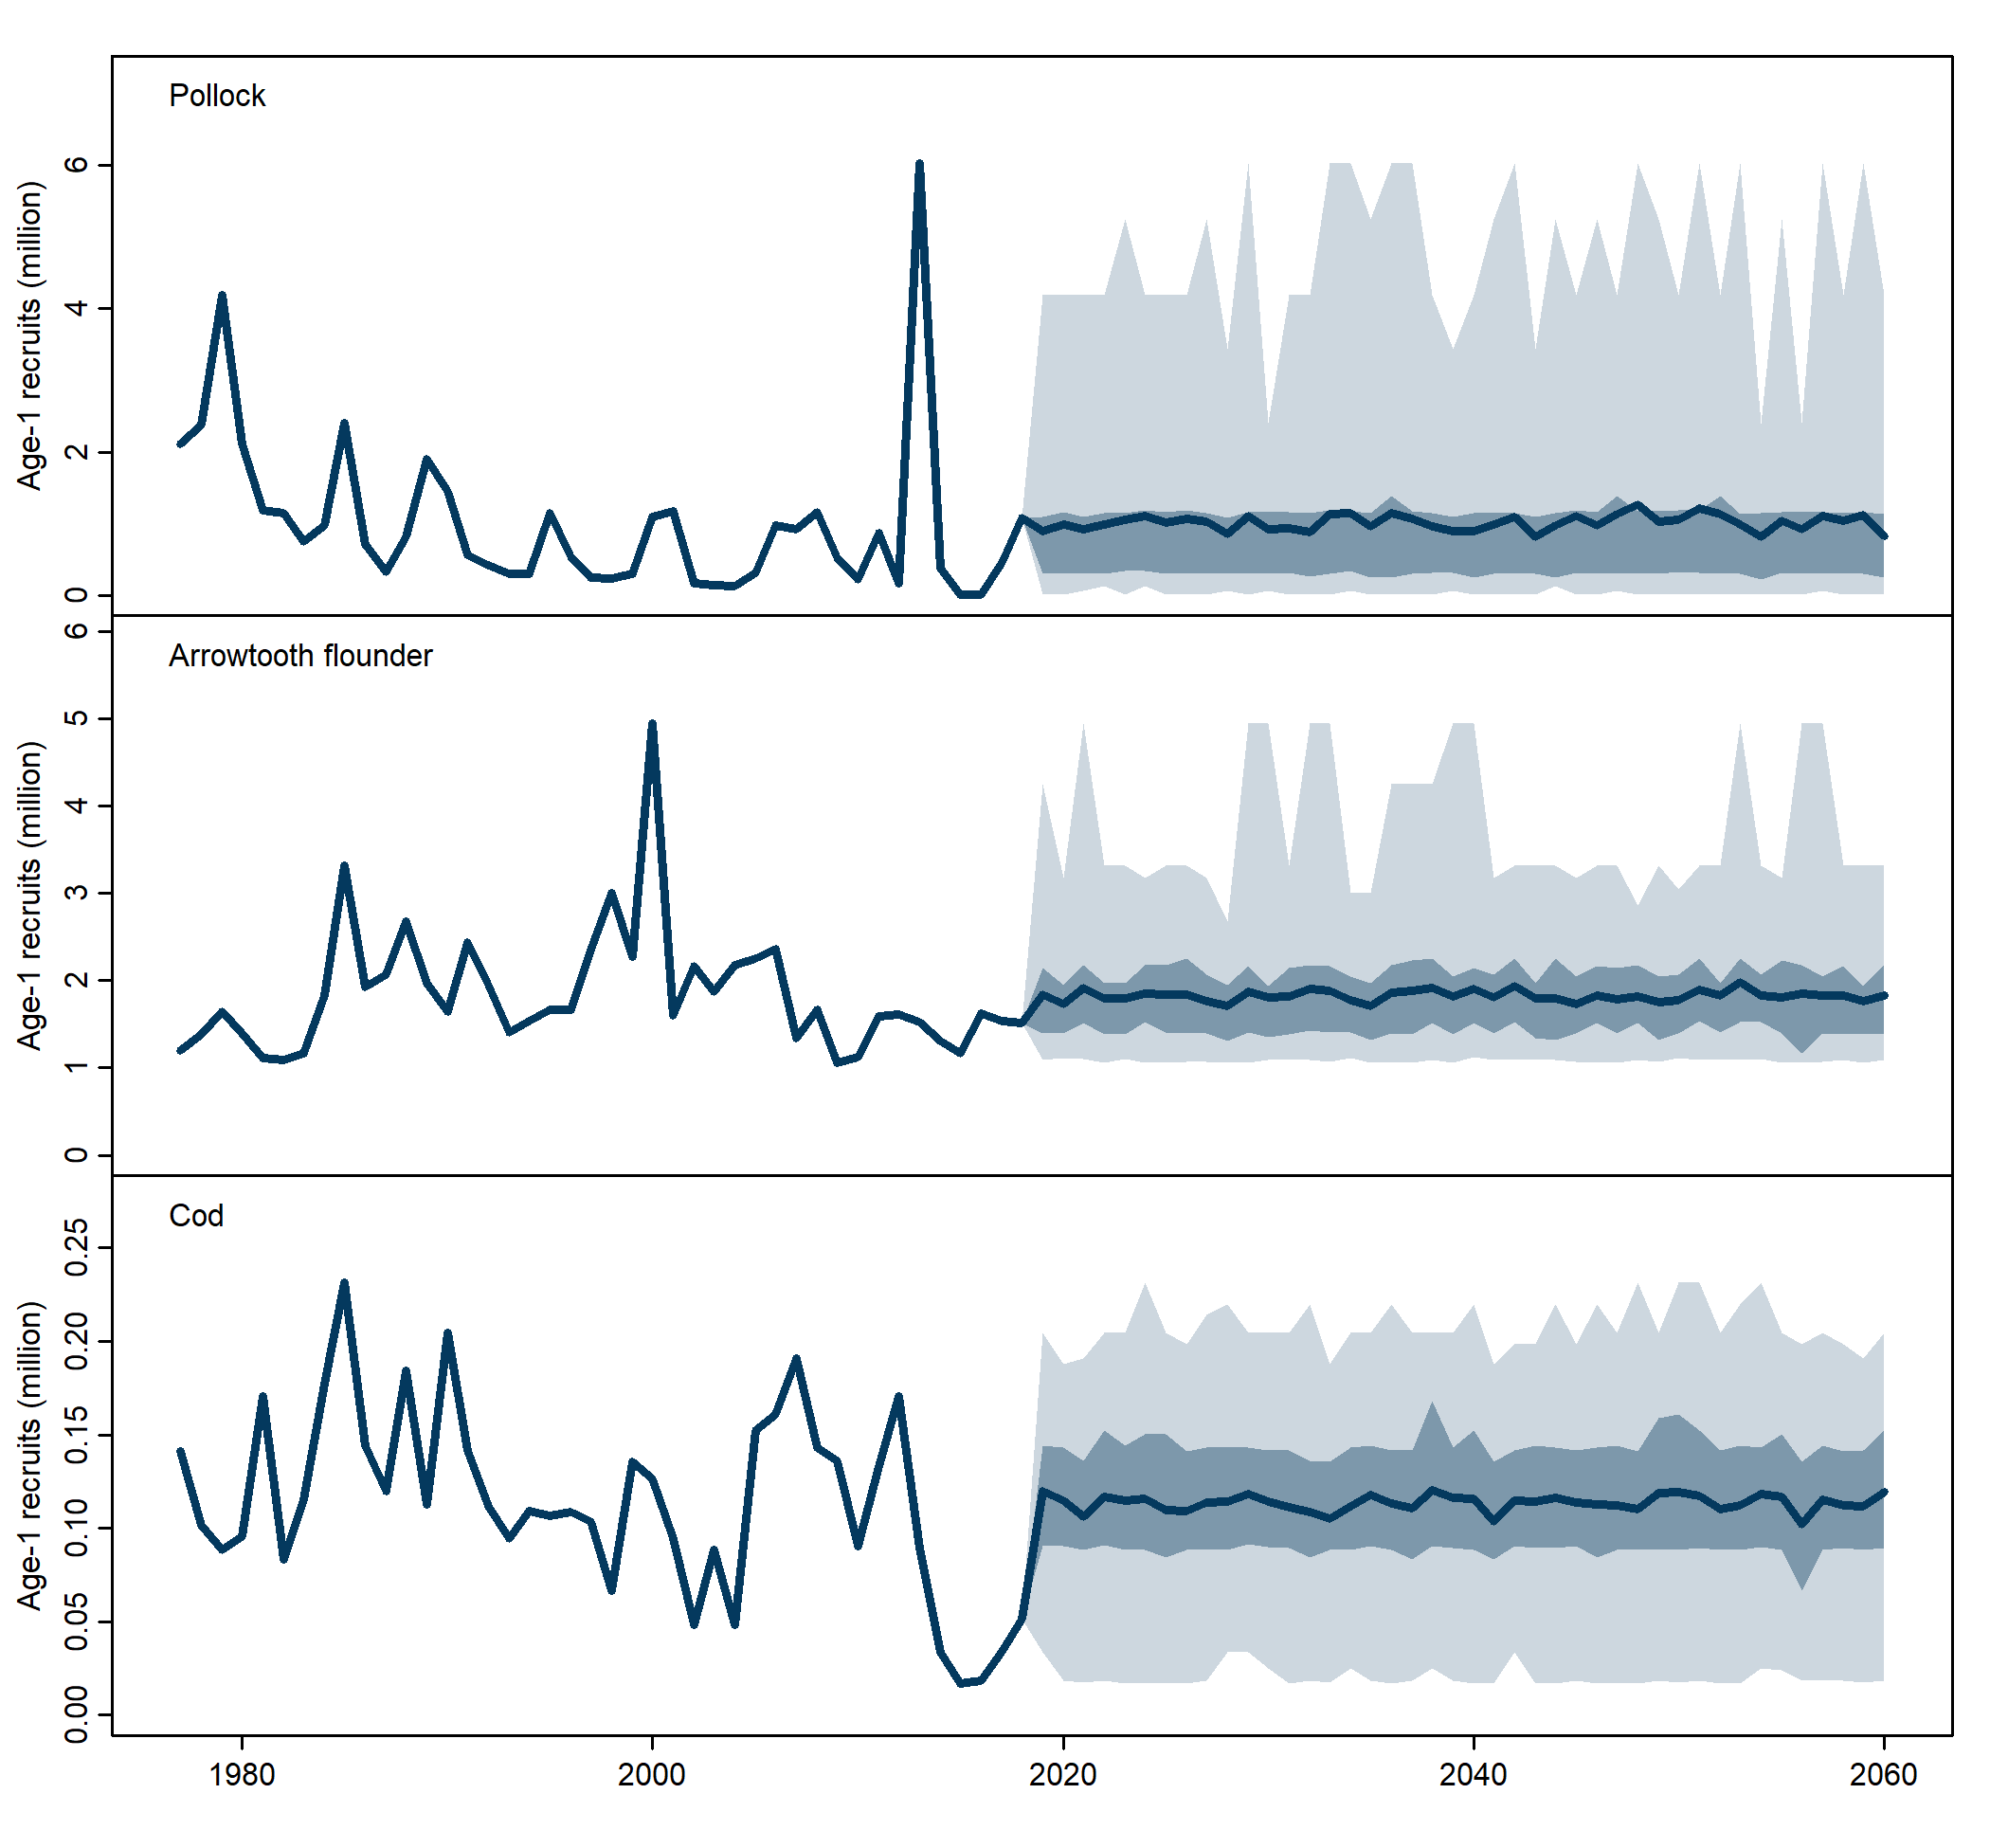 Pollock
Age-1 recruits (million)
6
4
2
0
Arrowtooth flounder
Age-1 recruits (million)
6
5
4
3
2
1
0
Cod
Age-1 recruits (million)
0.25
0.20
0.15
0.10
0.05
0.00
1980 2000 2020 2040 2060